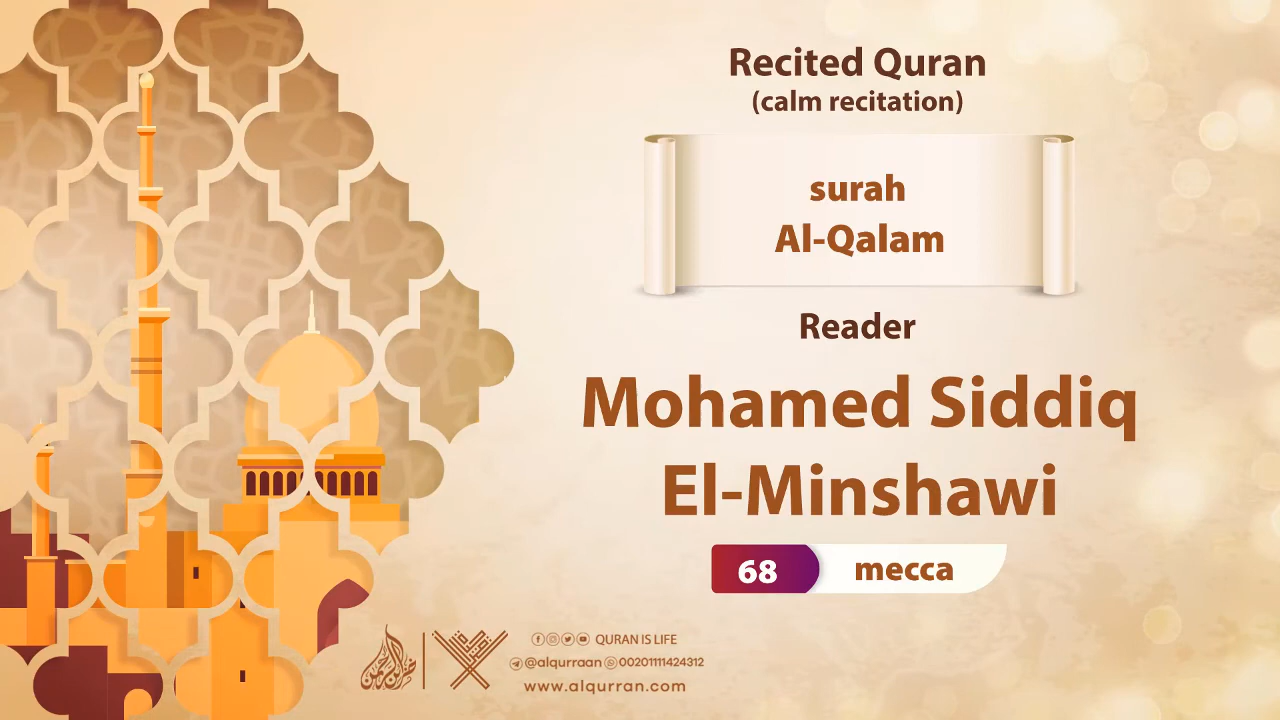 Recited Quran
(calm recitation)
surah
Al-Qalam
Reader
Mohamed Siddiq
El-Minshawi
68 mecca
QURAN IS LIFE
@alqurraan 00201111424312
www.alqurran.com